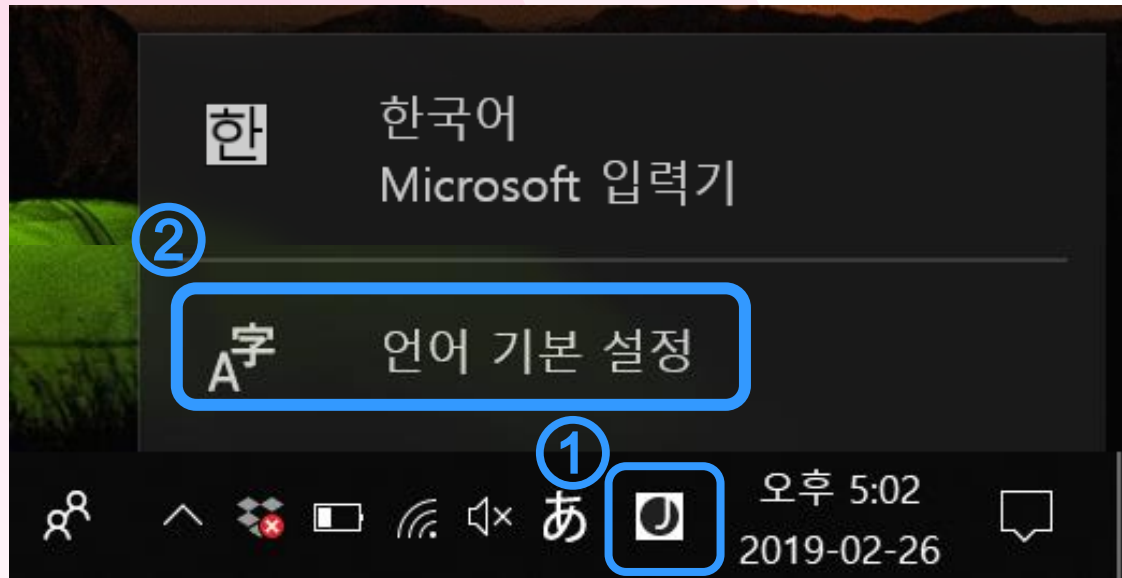 한
한국어
Microsoft 입력기
②
A字
언어 기본 설정
①
あ
J
오후 5:02
2019-02-26